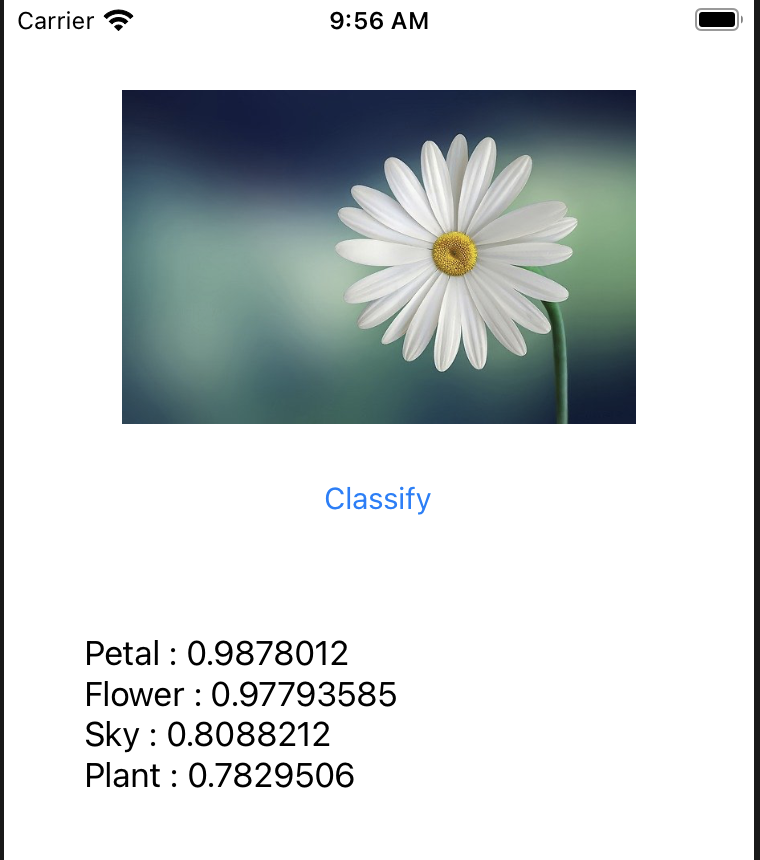 Carrier 9:56 AM
Classify
Petal : 0.9878012
Flower : 0.97793585
Sky : 0.8088212
Plant : 0.7829506